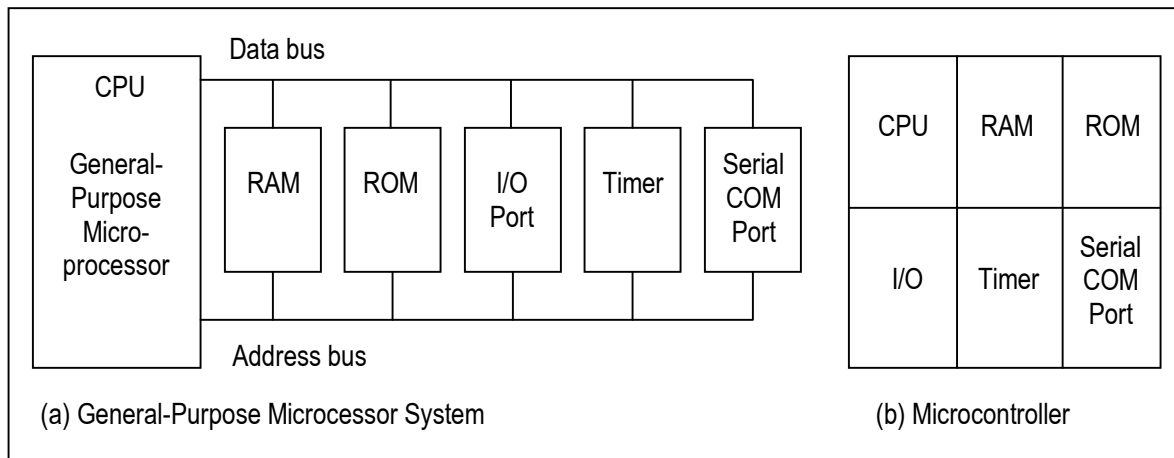 Data bus
CPU
General-
Purpose
Micro-
processor
RAM
ROM
I/O
Port
Timer
Serial
COM
Port
Address bus
(a) General-Purpose Microcessor System
CPU
RAM
ROM
I/O
Timer
Serial
COM
Port
(b) Microcontroller